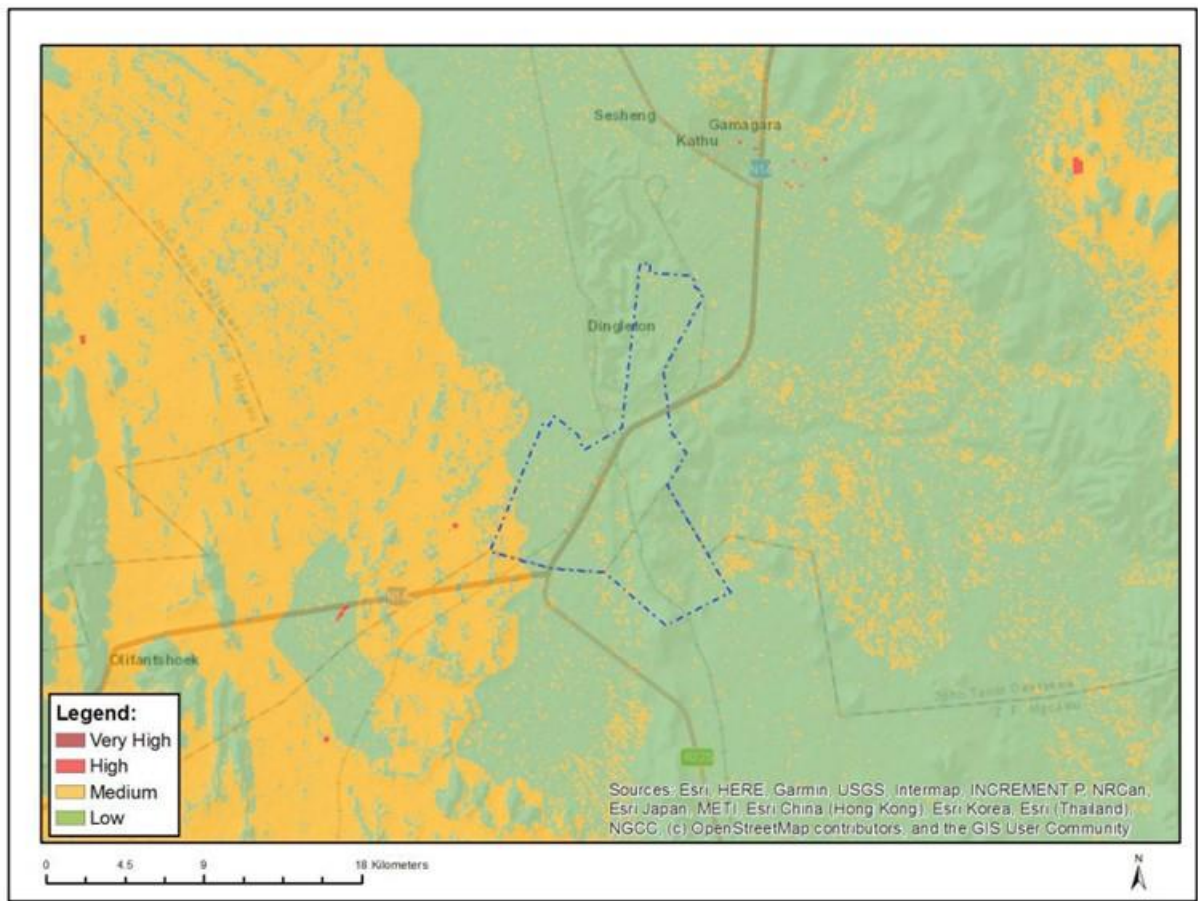 Sesheng
Gamagara
Kathu
N14
Dingleton
Olifantshoek
Legend:
Very High
High
Medium
Low
Sources: Esri, HERE, Garmin, USGS, Intermap, INCREMENT P, NRCan,
Esri Japan, METI, Esri China (Hong Kong), Esri Korea, Esri (Thailand),
NGCC, (c) OpenStreetMap contributors, and the GIS User Community
0 4.5 9 18 Kilometers
N